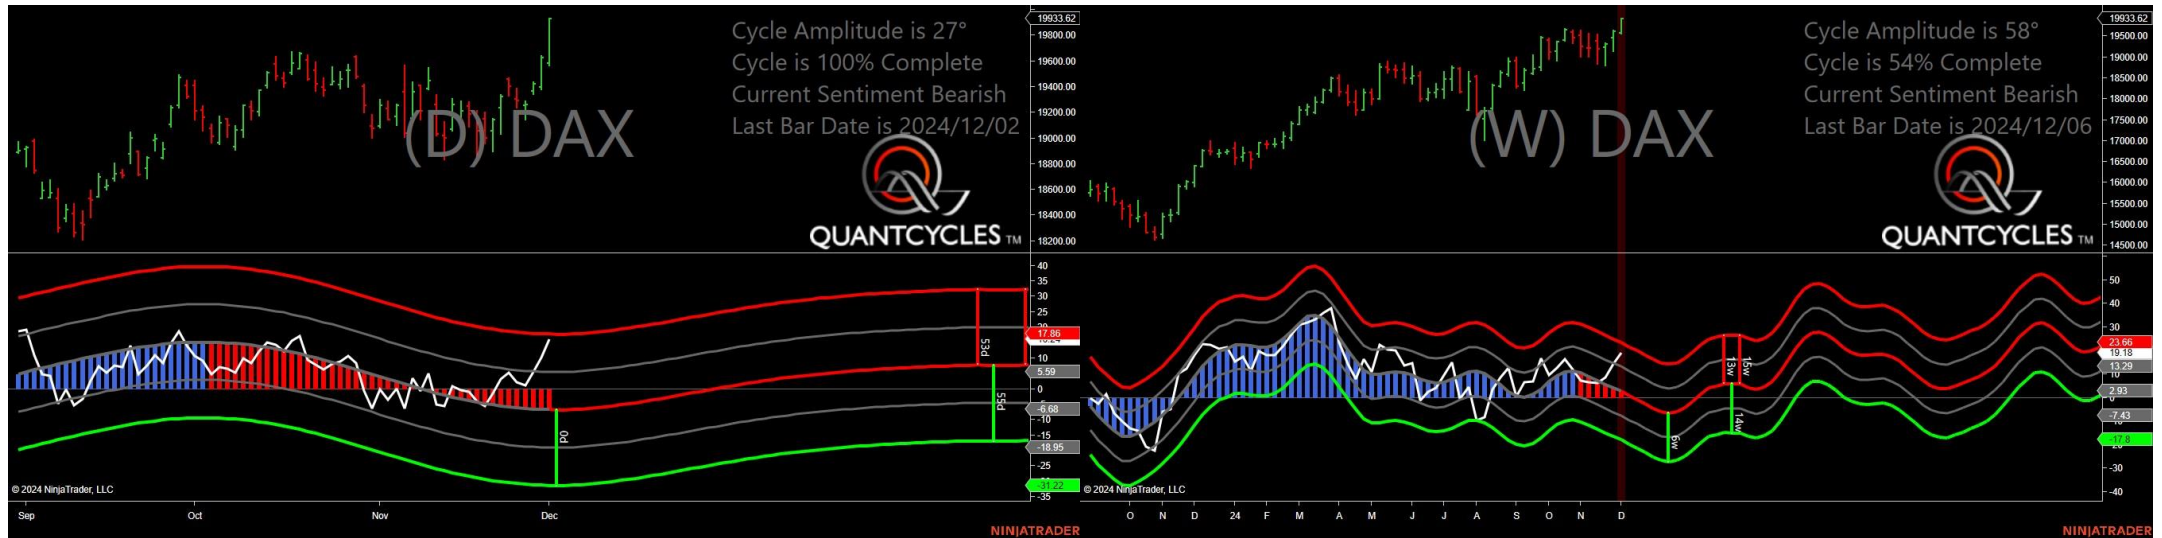 Cycle Amplitude is 27°
Cycle is 100% Complete
Current Sentiment Bearish
Last Bar Date is 2024/12/02
(D) DAX
QUANTCYCLES TM
19933.62
19800.00
19600.00
19400.00
19200.00
19000.00
18800.00
18600.00
18400.00
18200.00
40
35
30
25
20
17.86
10
5.59
0
-6.68
-10
-15
-18.95
-25
-31.22
-35
53d
55d
0d
© 2024 NinjaTrader, LLC
Sep Oct Nov Dec
NINJATRADER
Cycle Amplitude is 58°
Cycle is 54% Complete
Current Sentiment Bearish
Last Bar Date is 2024/12/06
(W) DAX
QUANTCYCLES TM
19933.62
19500.00
19000.00
18500.00
18000.00
17500.00
17000.00
16500.00
16000.00
15500.00
15000.00
14500.00
50
40
30
23.66
19.18
13.29
10
2.93
0
-7.43
-17.8
-30
-40
13w
15w
14w
6w
© 2024 NinjaTrader, LLC
O N D 24 F M A M J J A S O N D
NINJATRADER